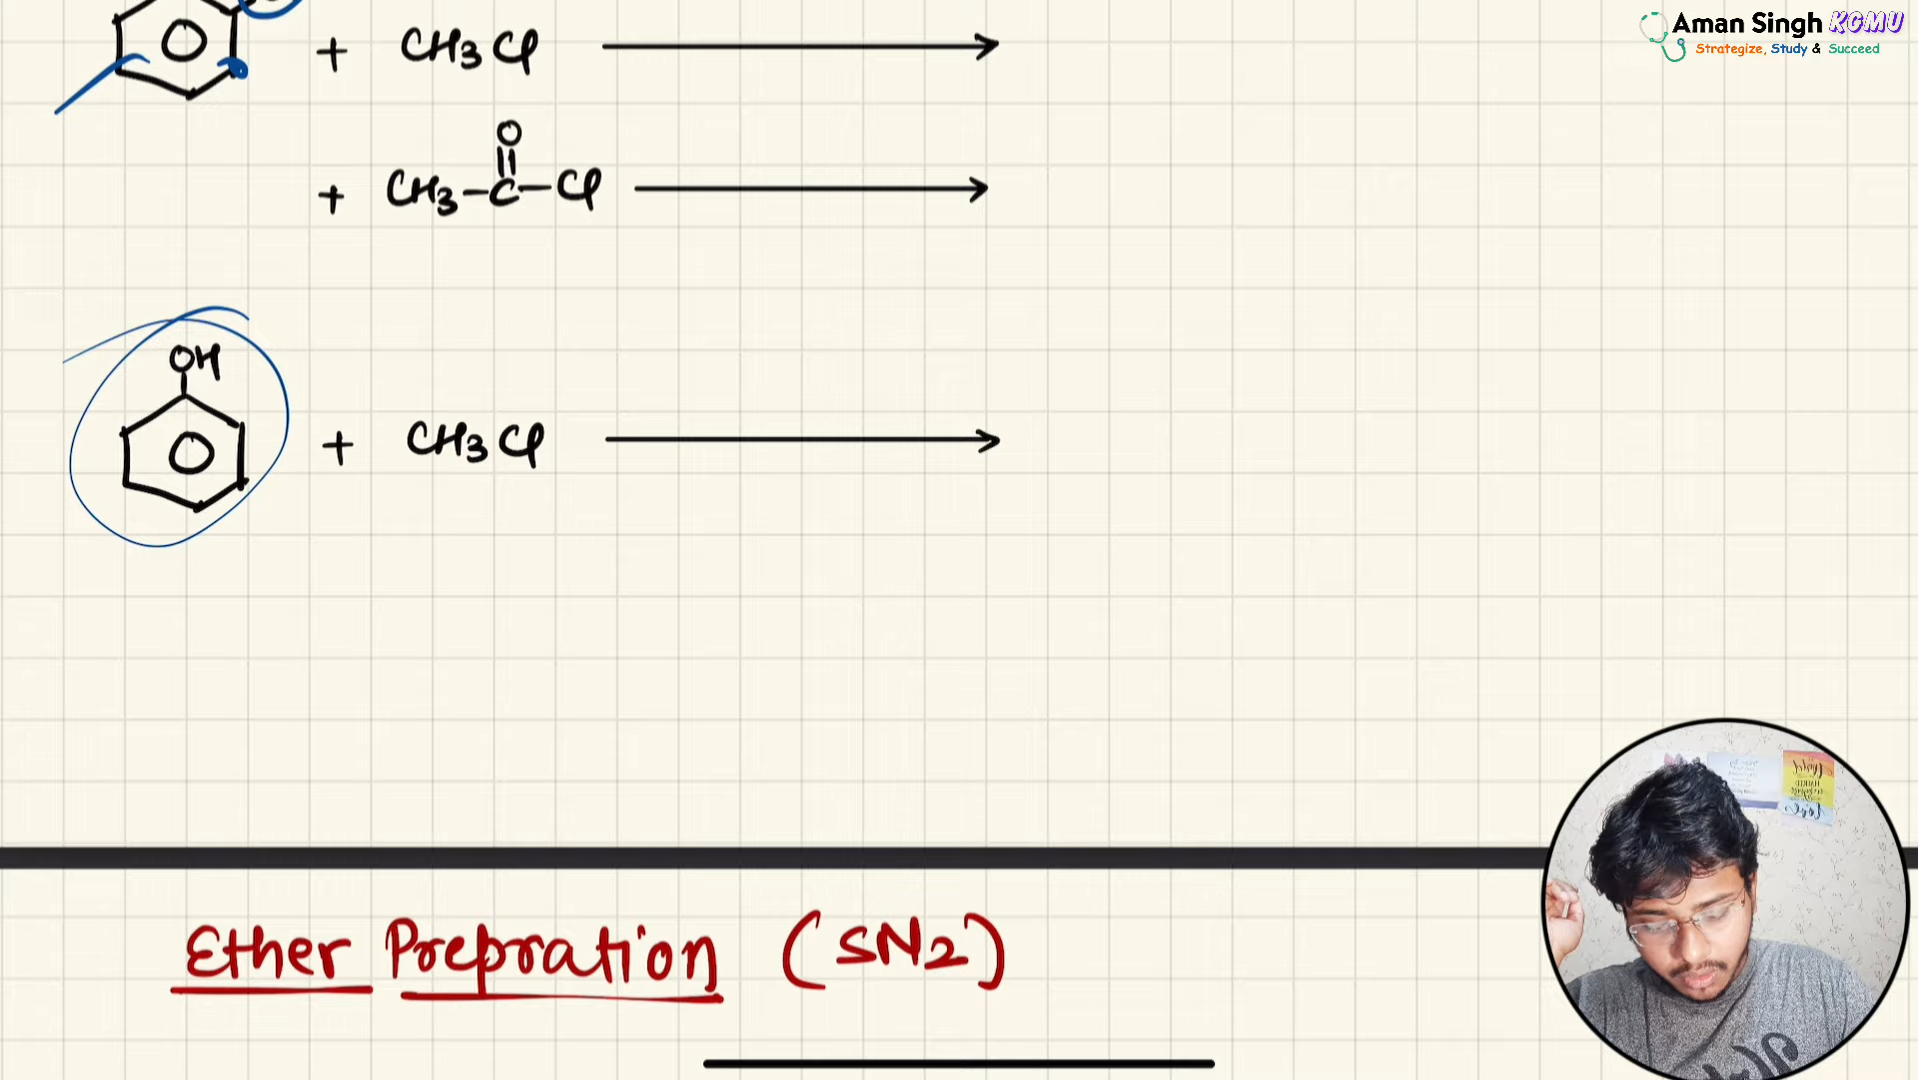 Aman Singh KGMU
Strategize, Study & Succeed
+ CH3Cl
O
+ CH3-C-Cl
OH
+ CH3Cl
Ether Prepration (SN2)